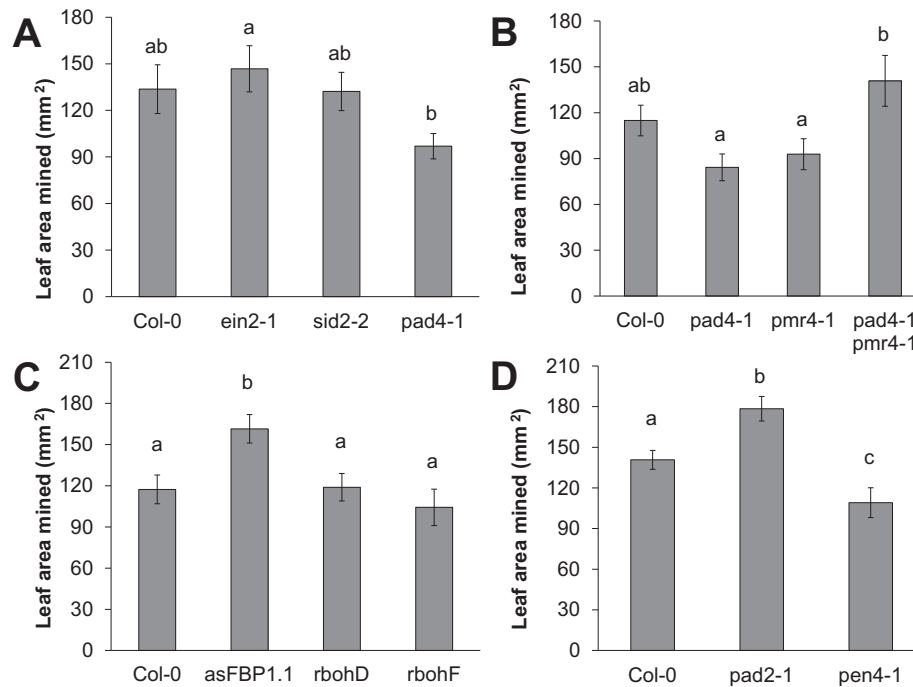 A
Leaf area mined (mm²)
180
150
120
90
60
30
0
ab
a
ab
b
Col-0 ein2-1 sid2-2 pad4-1
B
Leaf area mined (mm²)
180
150
120
90
60
30
0
ab
a
a
b
Col-0 pad4-1 pmr4-1 pad4-1
pmr4-1
C
Leaf area mined (mm²)
210
180
150
120
90
60
30
0
a
b
a
a
Col-0 asFBP1.1 rbohD rbohF
D
Leaf area mined (mm²)
210
180
150
120
90
60
30
0
a
b
c
Col-0 pad2-1 pen4-1